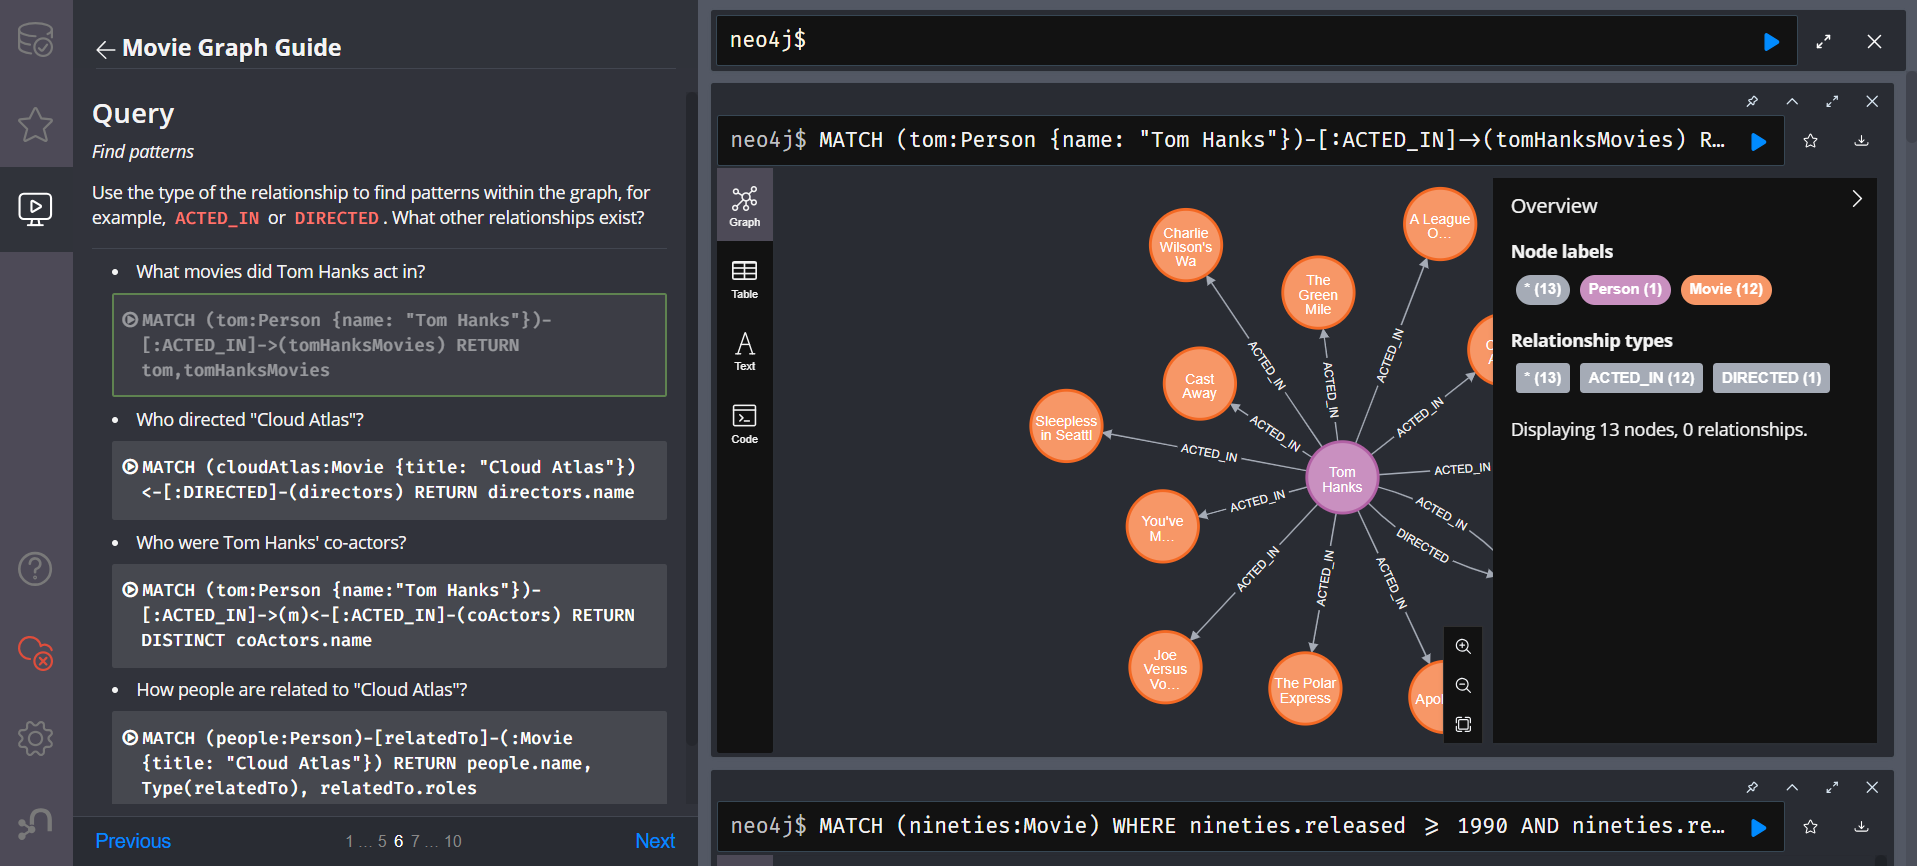 Movie Graph Guide
Query
Find patterns
Use the type of the relationship to find patterns within the graph, for
example, ACTED_IN or DIRECTED. What other relationships exist?
• What movies did Tom Hanks act in?
MATCH (tom:Person {name: "Tom Hanks"})-
[:ACTED_IN]->(tomHanksMovies) RETURN
tom,tomHanksMovies
• Who directed "Cloud Atlas"?
MATCH (cloudAtlas:Movie {title: "Cloud Atlas"})
<-[:DIRECTED]-(directors) RETURN directors.name
• Who were Tom Hanks' co-actors?
MATCH (tom:Person {name:"Tom Hanks"})-
[:ACTED_IN]->(m)<-[:ACTED_IN]-(coActors) RETURN
DISTINCT coActors.name
• How people are related to "Cloud Atlas"?
MATCH (people:Person)-[relatedTo]-(:Movie
{title: "Cloud Atlas"}) RETURN people.name,
Type(relatedTo), relatedTo.roles
Previous
1 ... 5 6 7 ... 10
Next
neo4j$
neo4j$ MATCH (tom:Person {name: "Tom Hanks"})-[:ACTED_IN]->(tomHanksMovies) R…
Graph
Table
Text
Code
Charlie
Wilson's
Wa
A League
O…
The
Green
Mile
Cast
Away
Sleepless
in Seattl
You've
M…
Joe
Versus
Vo…
The Polar
Express
Apol
Tom
Hanks
ACTED_IN
ACTED_IN
ACTED_IN
ACTED_IN
ACTED_IN
ACTED_IN
ACTED_IN
ACTED_IN
ACTED_IN
DIRECTED
ACTED_IN
ACTED_IN
ACTED_IN
Overview
Node labels
* (13) Person (1) Movie (12)
Relationship types
* (13) ACTED_IN (12) DIRECTED (1)
Displaying 13 nodes, 0 relationships.
neo4j$ MATCH (nineties:Movie) WHERE nineties.released >= 1990 AND nineties.re…